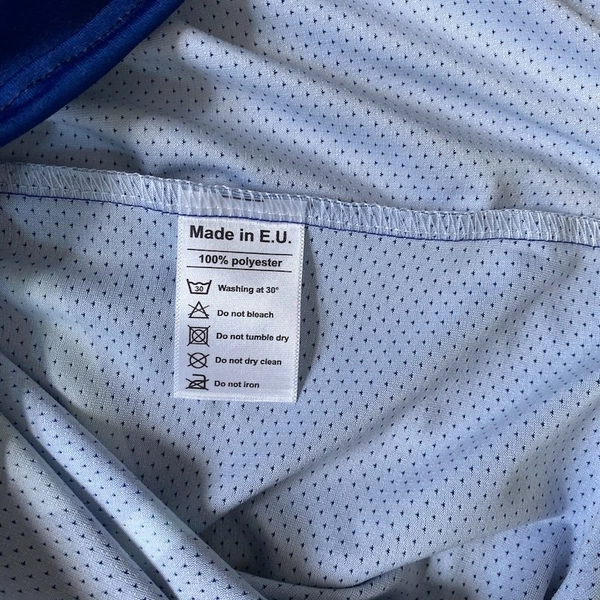 Made in E.U.
100% polyester
30 Washing at 30°
Do not bleach
Do not tumble dry
Do not dry clean
Do not iron